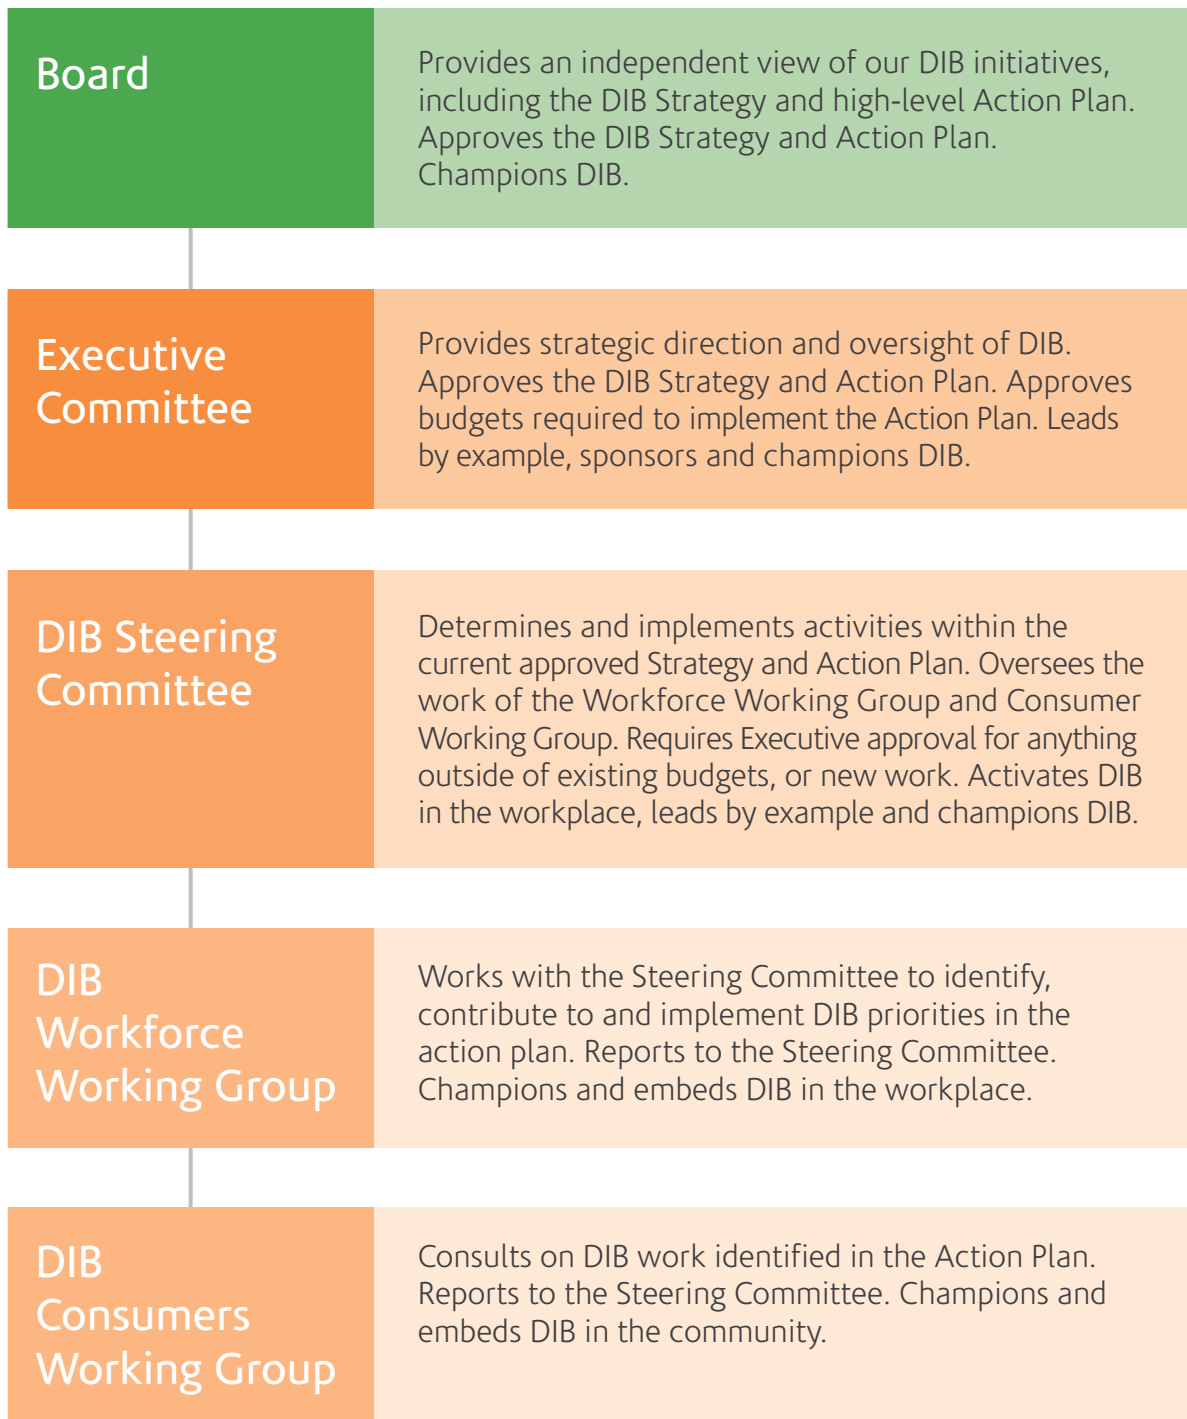 Board
Provides an independent view of our DIB initiatives,
including the DIB Strategy and high-level Action Plan.
Approves the DIB Strategy and Action Plan.
Champions DIB.
Executive
Committee
Provides strategic direction and oversight of DIB.
Approves the DIB Strategy and Action Plan. Approves
budgets required to implement the Action Plan. Leads
by example, sponsors and champions DIB.
DIB Steering
Committee
Determines and implements activities within the
current approved Strategy and Action Plan. Oversees the
work of the Workforce Working Group and Consumer
Working Group. Requires Executive approval for anything
outside of existing budgets, or new work. Activates DIB
in the workplace, leads by example and champions DIB.
DIB
Workforce
Working Group
Works with the Steering Committee to identify,
contribute to and implement DIB priorities in the
action plan. Reports to the Steering Committee.
Champions and embeds DIB in the workplace.
DIB
Consumers
Working Group
Consults on DIB work identified in the Action Plan.
Reports to the Steering Committee. Champions and
embeds DIB in the community.